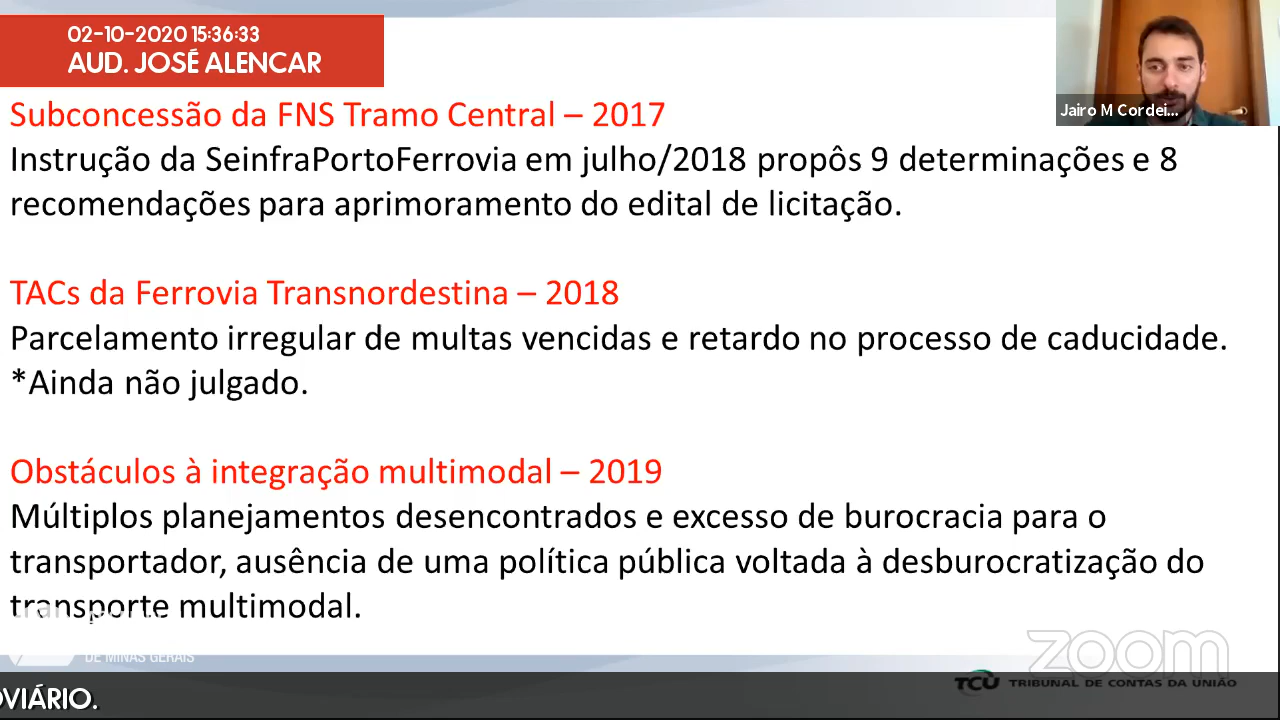 02-10-2020 15:36:33
AUD. JOSÉ ALENCAR
Jairo M Cordei...
Subconcessão da FNS Tramo Central – 2017
Instrução da SeinfraPortoFerrovia em julho/2018 propôs 9 determinações e 8
recomendações para aprimoramento do edital de licitação.
TACs da Ferrovia Transnordestina – 2018
Parcelamento irregular de multas vencidas e retardo no processo de caducidade.
*Ainda não julgado.
Obstáculos à integração multimodal – 2019
Múltiplos planejamentos desencontrados e excesso de burocracia para o
transportador, ausência de uma política pública voltada à desburocratização do
transporte multimodal.
DE MINAS GERAIS
zoom
TCU TRIBUNAL DE CONTAS DA UNIÃO
OVIÁRIO.